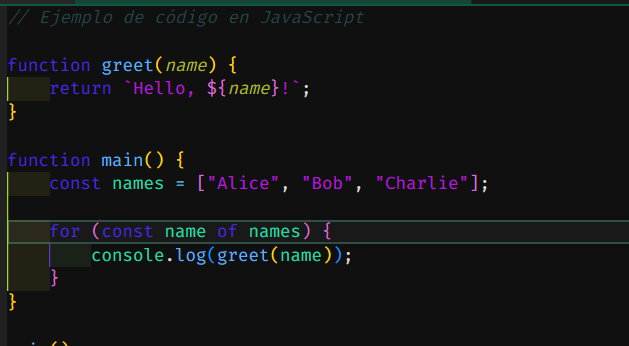 // Ejemplo de código en JavaScript
function greet(name) {
return `Hello, ${name}!`;
}
function main() {
const names = ["Alice", "Bob", "Charlie"];
for (const name of names) {
console.log(greet(name));
}
}